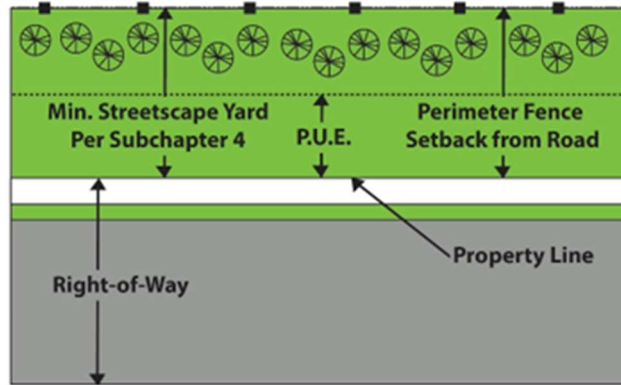 Min. Streetscape Yard
Per Subchapter 4
P.U.E.
Perimeter Fence
Setback from Road
Property Line
Right-of-Way